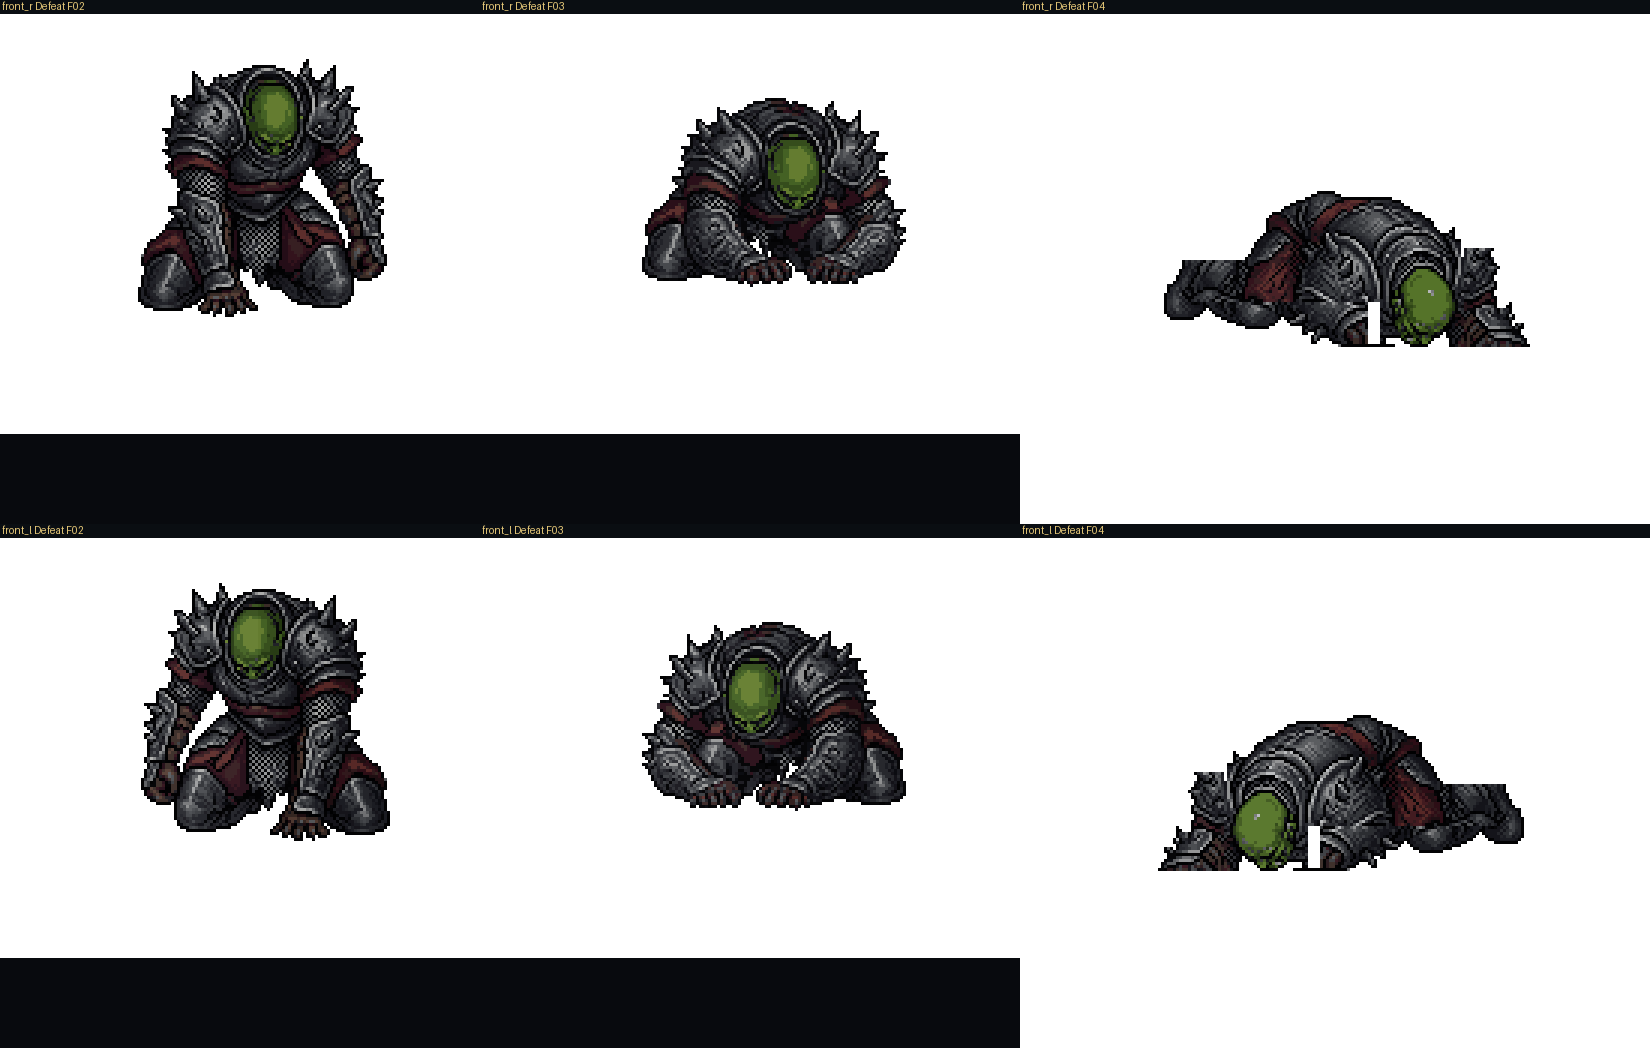 front_r Defeat F02
front_r Defeat F03
front_r Defeat F04
front_l Defeat F02
front_l Defeat F03
front_l Defeat F04